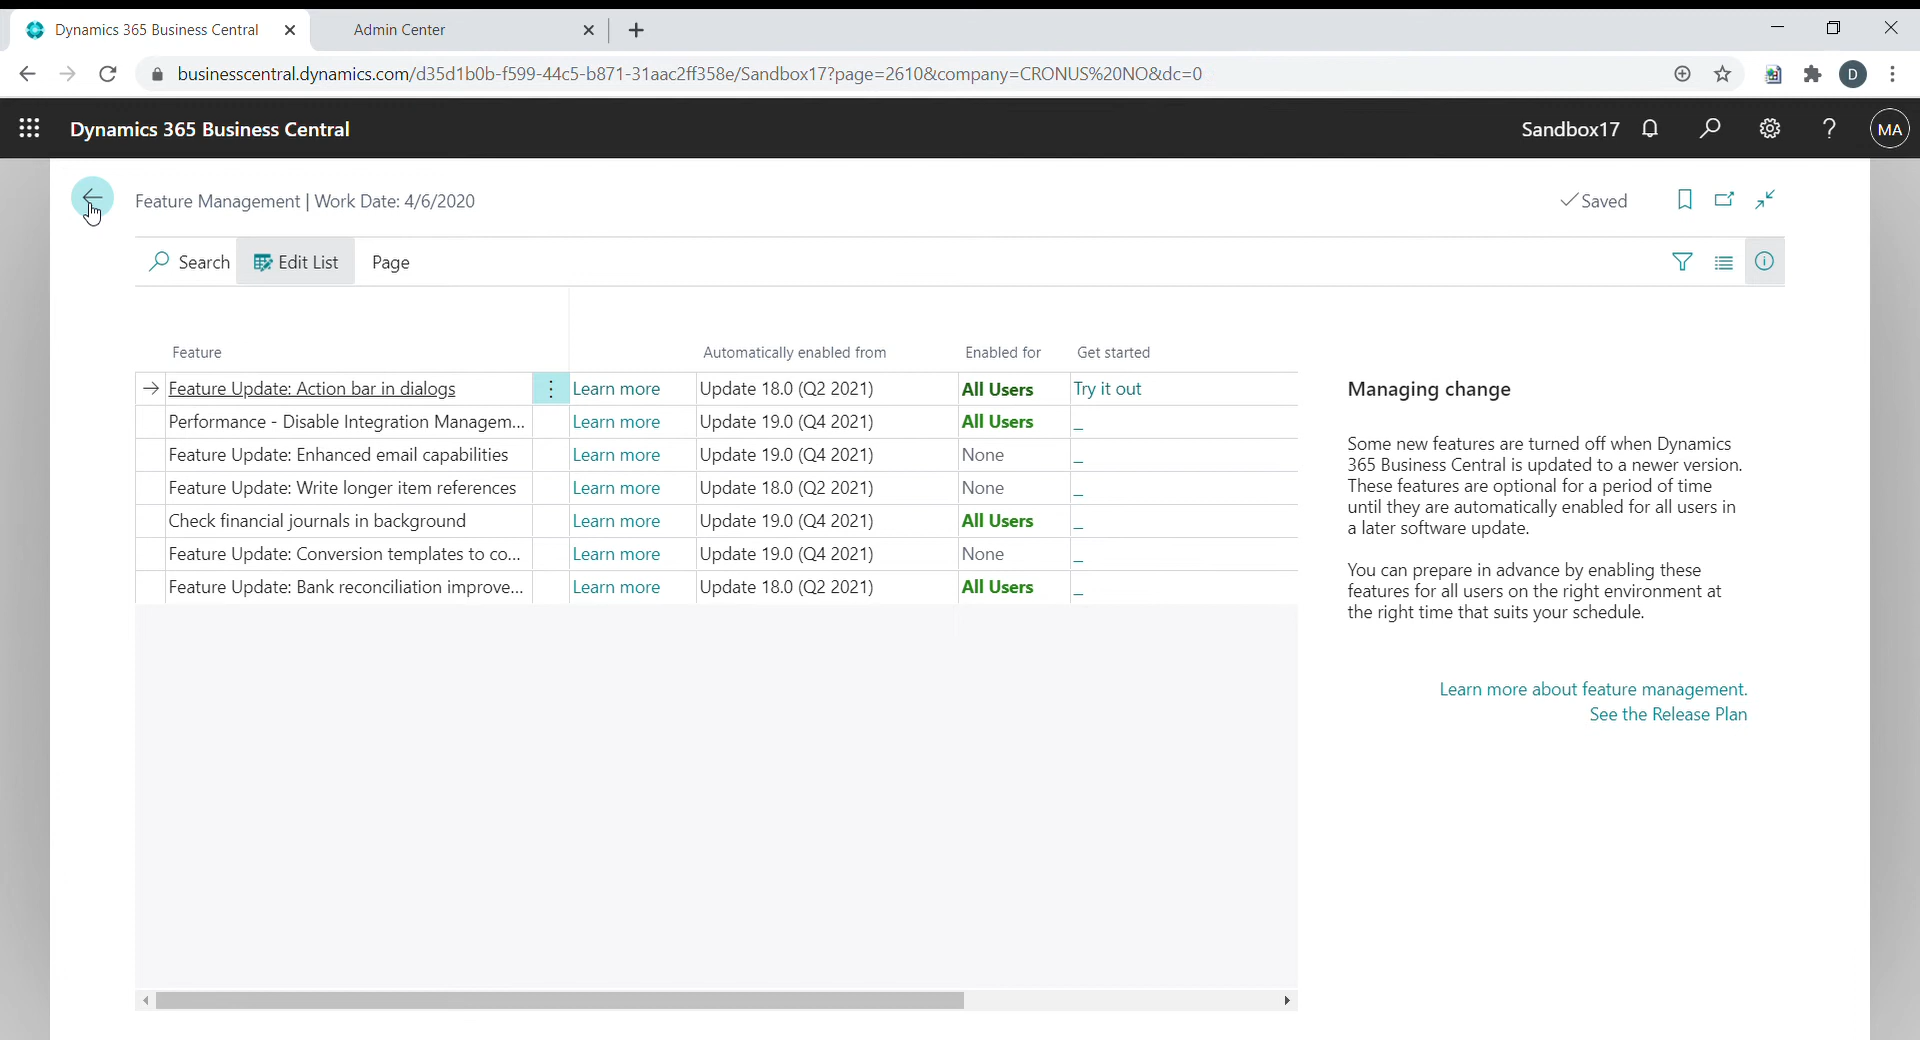 Dynamics 365 Business Central
Admin Center
businesscentral.dynamics.com/d35d1b0b-f599-44c5-b871-31aac2ff358e/Sandbox17?page=2610&company=CRONUS%20NO&dc=0
D
Dynamics 365 Business Central
Sandbox17
?
MA
Feature Management | Work Date: 4/6/2020
Saved
Search
Edit List
Page
Feature
Automatically enabled from
Enabled for
Get started
Feature Update: Action bar in dialogs Learn more Update 18.0 (Q2 2021) All Users Try it out
Performance - Disable Integration Managem... Learn more Update 19.0 (Q4 2021) All Users _
Feature Update: Enhanced email capabilities Learn more Update 19.0 (Q4 2021) None _
Feature Update: Write longer item references Learn more Update 18.0 (Q2 2021) None _
Check financial journals in background Learn more Update 19.0 (Q4 2021) All Users _
Feature Update: Conversion templates to co... Learn more Update 19.0 (Q4 2021) None _
Feature Update: Bank reconciliation improve... Learn more Update 18.0 (Q2 2021) All Users _
Managing change
Some new features are turned off when Dynamics
365 Business Central is updated to a newer version.
These features are optional for a period of time
until they are automatically enabled for all users in
a later software update.
You can prepare in advance by enabling these
features for all users on the right environment at
the right time that suits your schedule.
Learn more about feature management.
See the Release Plan